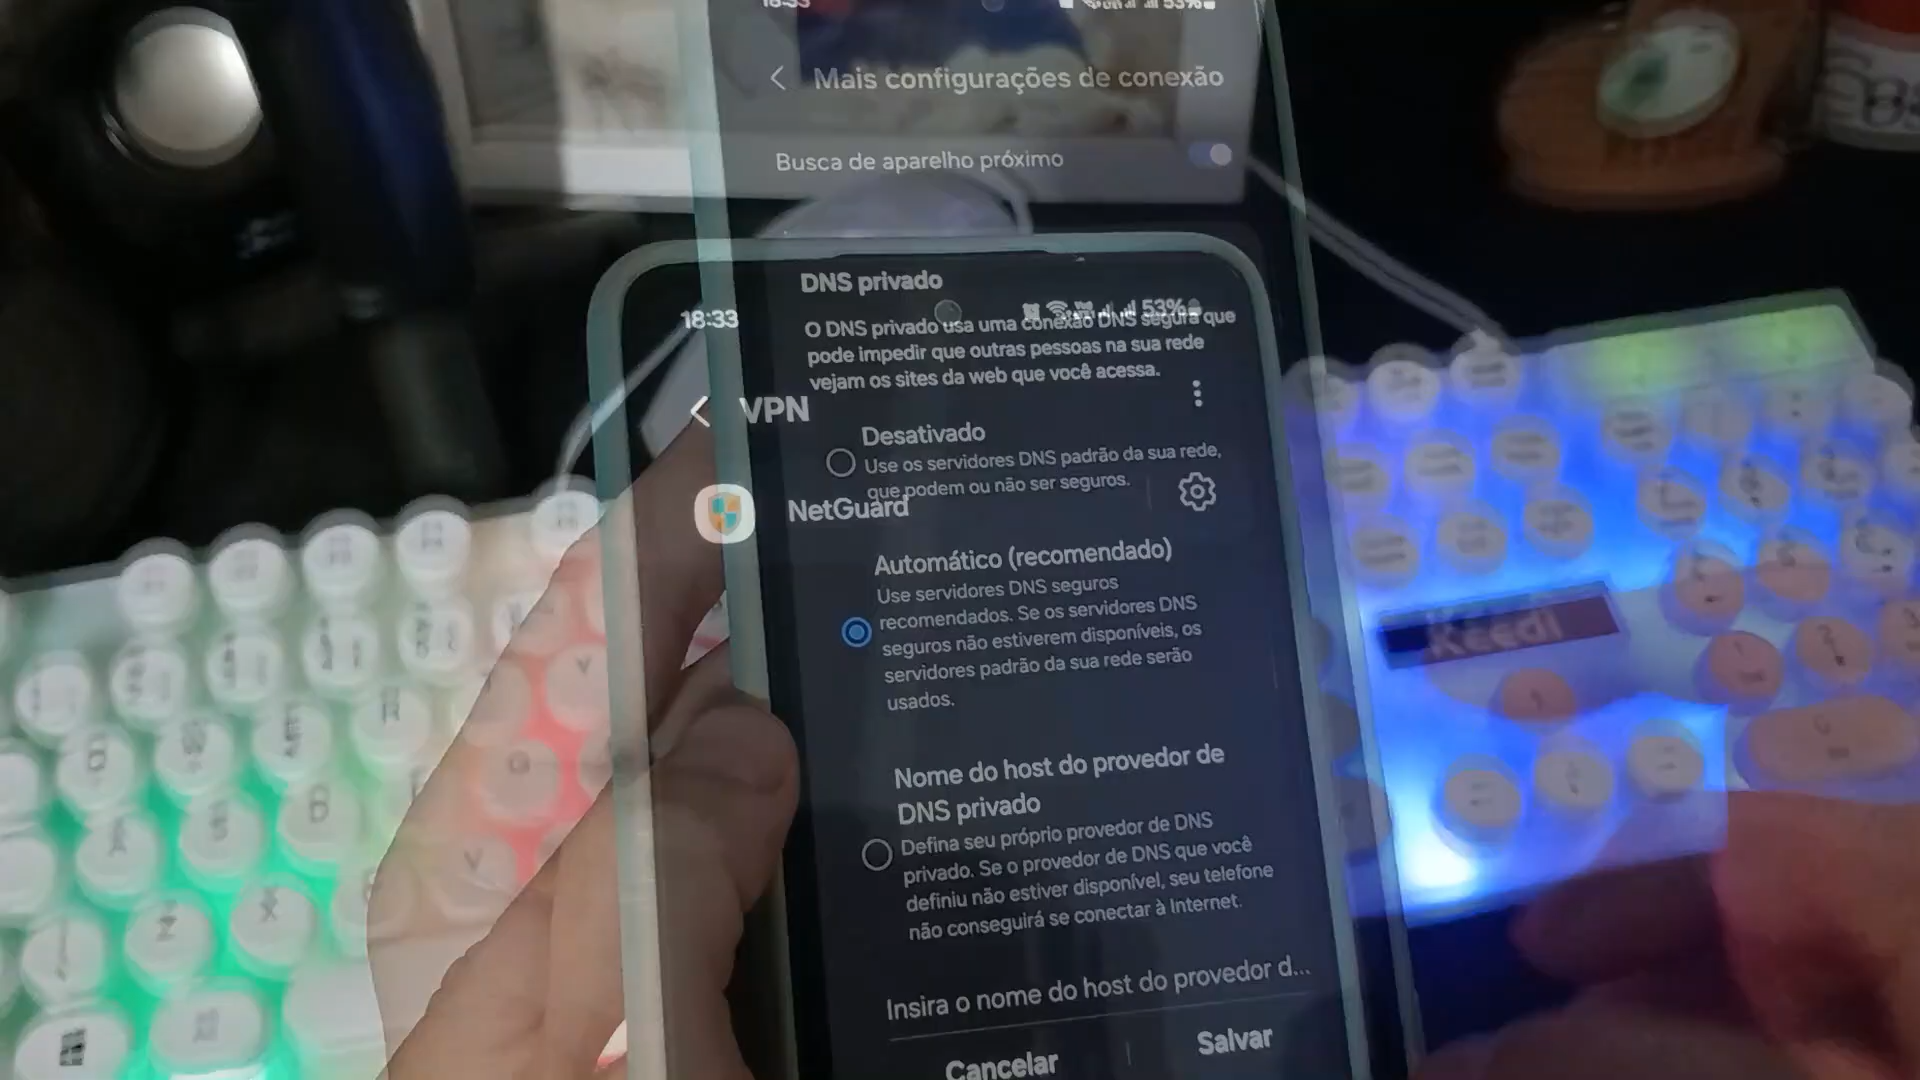 18:33
53%
Mais configurações de conexão
Busca de aparelho próximo
DNS privado
O DNS privado usa uma conexão DNS segura que
pode impedir que outras pessoas na sua rede
vejam os sites da web que você acessa.
18:33
53%
VPN
Desativado
Use os servidores DNS padrão da sua rede,
que podem ou não ser seguros.
NetGuard
Automático (recomendado)
Use servidores DNS seguros
recomendados. Se os servidores DNS
seguros não estiverem disponíveis, os
servidores padrão da sua rede serão
usados.
Nome do host do provedor de
DNS privado
Defina seu próprio provedor de DNS
privado. Se o provedor de DNS que você
definiu não estiver disponível, seu telefone
não conseguirá se conectar à Internet.
Insira o nome do host do provedor d...
Cancelar
Salvar